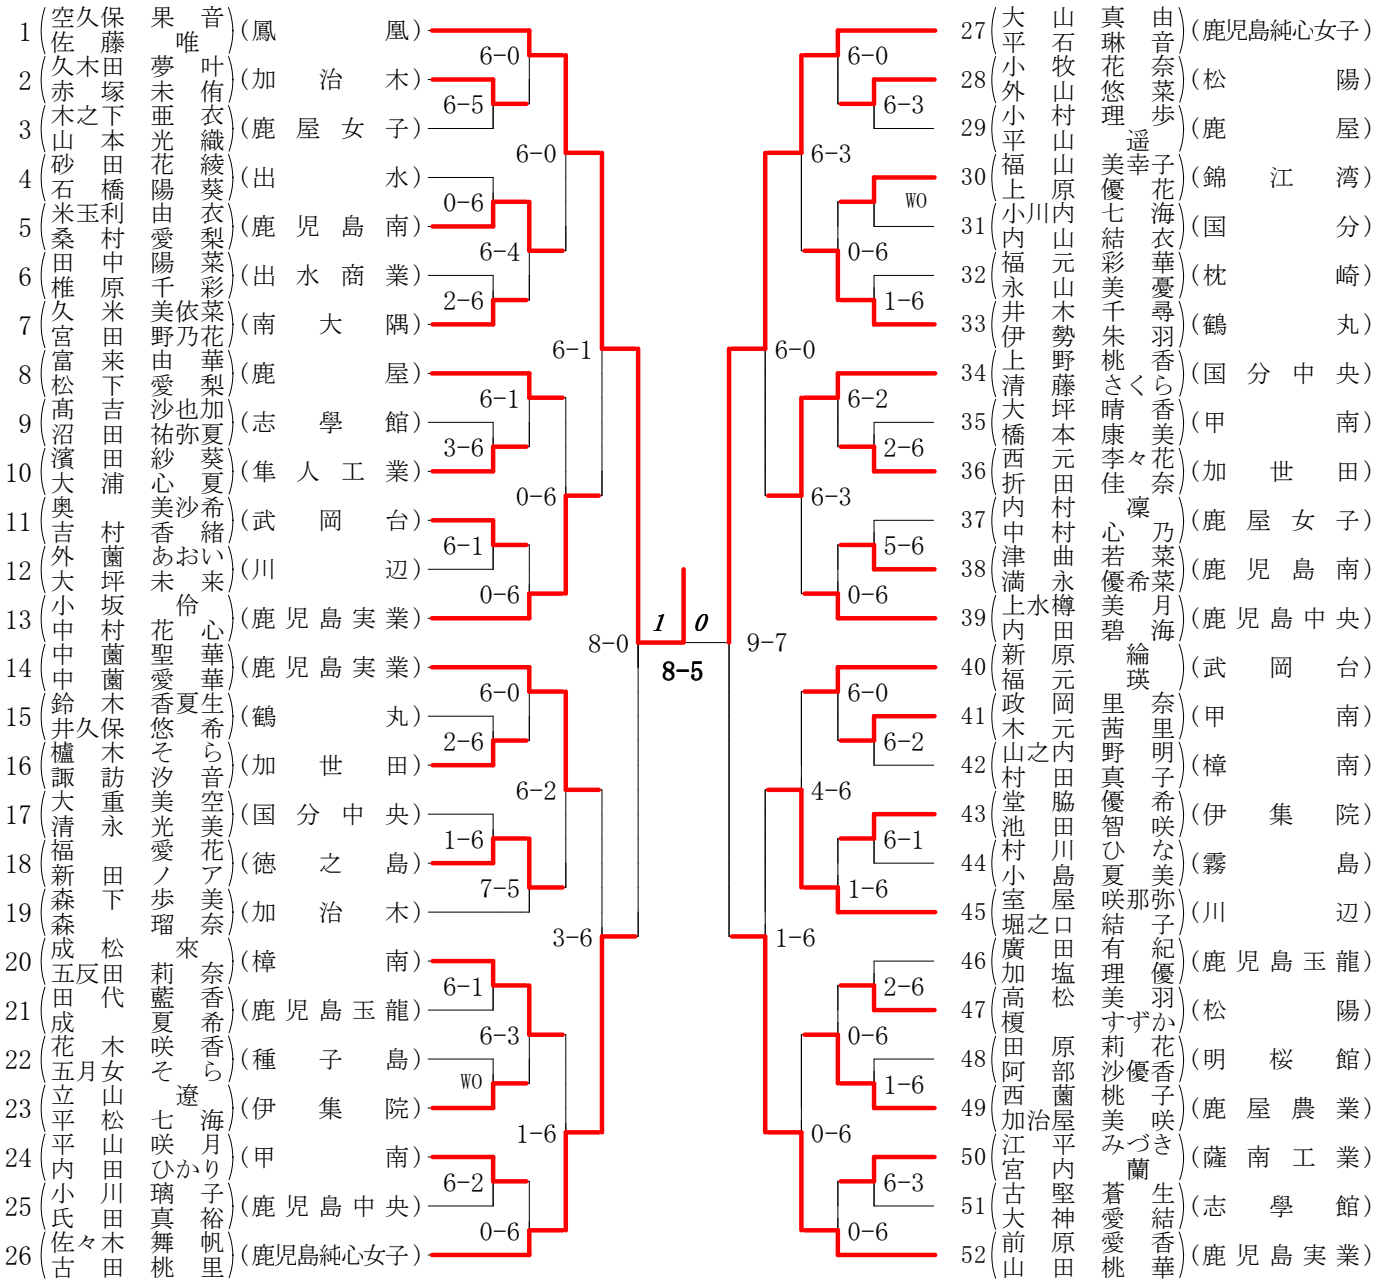 1 空久保 果音 佐藤 唯 (鳳凰)
2 久木田 夢叶 赤塚 未侑 (加治木)
3 木之下 亜衣 山本 光織 (鹿屋女子)
4 砂田 花綾 石橋 陽葵 (出水)
5 米玉利 由衣 桑村 愛梨 (鹿児島南)
6 田中 陽菜 椎原 千彩 (出水商業)
7 久米 美依菜 宮田 野乃花 (南大隅)
8 富来 由華 松下 愛梨 (鹿屋)
9 髙吉 沙也加 沼田 祐弥夏 (志學館)
10 濱田 紗葵 大浦 心夏 (隼人工業)
11 奥 美沙希 吉村 香緒 (武岡台)
12 外薗 あおい 大坪 未来 (川辺)
13 小坂 伶 中村 花心 (鹿児島実業)
14 中薗 聖華 中薗 愛華 (鹿児島実業)
15 鈴木 香夏生 井久保 悠希 (鶴丸)
16 櫨木 そら 諏訪 汐音 (加世田)
17 大重 美空 清永 光美 (国分中央)
18 福 愛花 新田 ノア (徳之島)
19 森下 歩美 森 瑠奈 (加治木)
20 成松 來 五反田 莉奈 (樟南)
21 田代 藍香 成 夏希 (鹿児島玉龍)
22 花木 咲香 五月女 そら (種子島)
23 立山 遼 平松 七海 (伊集院)
24 平山 咲月 内田 ひかり (甲南)
25 小川 璃子 氏田 真裕 (鹿児島中央)
26 佐々木 舞帆 古田 桃里 (鹿児島純心女子)
6-0
6-5
6-0
0-6
6-4
2-6
6-1
6-1
3-6
0-6
6-1
0-6
8-0
6-0
2-6
6-2
1-6
7-5
3-6
6-1
6-3
WO
1-6
6-2
0-6
1 0
8-5
27 大山 真由 平石 琳音 (鹿児島純心女子)
28 小牧 花奈 外山 悠菜 (松陽)
29 小村 理歩 平山 遥 (鹿屋)
30 福山 美幸子 上原 優花 (錦江湾)
31 小川内 七海 内山 結衣 (国分)
32 福元 彩華 永山 美憂 (枕崎)
33 井木 千尋 伊勢 朱羽 (鶴丸)
34 上野 桃香 清藤 さくら (国分中央)
35 大坪 晴香 橋本 康美 (甲南)
36 西元 李々花 折田 佳奈 (加世田)
37 内村 凜 中村 心乃 (鹿屋女子)
38 津曲 若菜 満永 優希菜 (鹿児島南)
39 上水樽 美月 内田 碧海 (鹿児島中央)
40 新原 綸 福元 瑛 (武岡台)
41 政岡 里奈 木元 茜里 (甲南)
42 山之内 野明 村田 真子 (樟南)
43 堂脇 優希 池田 智咲 (伊集院)
44 村川 ひな 小島 夏美 (霧島)
45 室屋 咲那弥 堀之口 結子 (川辺)
46 廣田 有紀 加塩 理優 (鹿児島玉龍)
47 高松 美羽 榎 すずか (松陽)
48 田原 莉花 阿部 沙優香 (明桜館)
49 西薗 桃子 加治屋 美咲 (鹿屋農業)
50 江平 みづき 宮内 蘭 (薩南工業)
51 古堅 蒼生 大神 愛結 (志學館)
52 前原 愛香 山田 桃華 (鹿児島実業)
6-0
6-3
6-3
WO
0-6
1-6
6-0
6-2
2-6
6-3
5-6
0-6
9-7
6-0
6-2
4-6
6-1
1-6
1-6
2-6
0-6
1-6
0-6
6-3
0-6